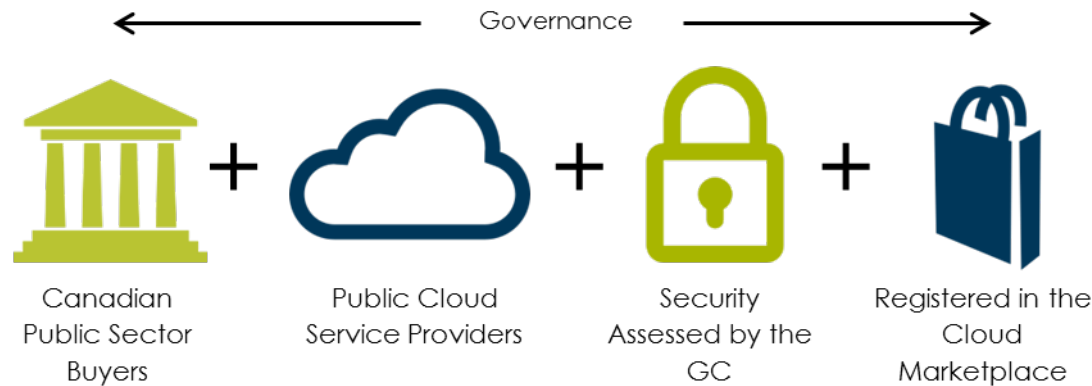 Governance
Canadian
Public Sector
Buyers
Public Cloud
Service Providers
Security
Assessed by the
GC
Registered in the
Cloud
Marketplace